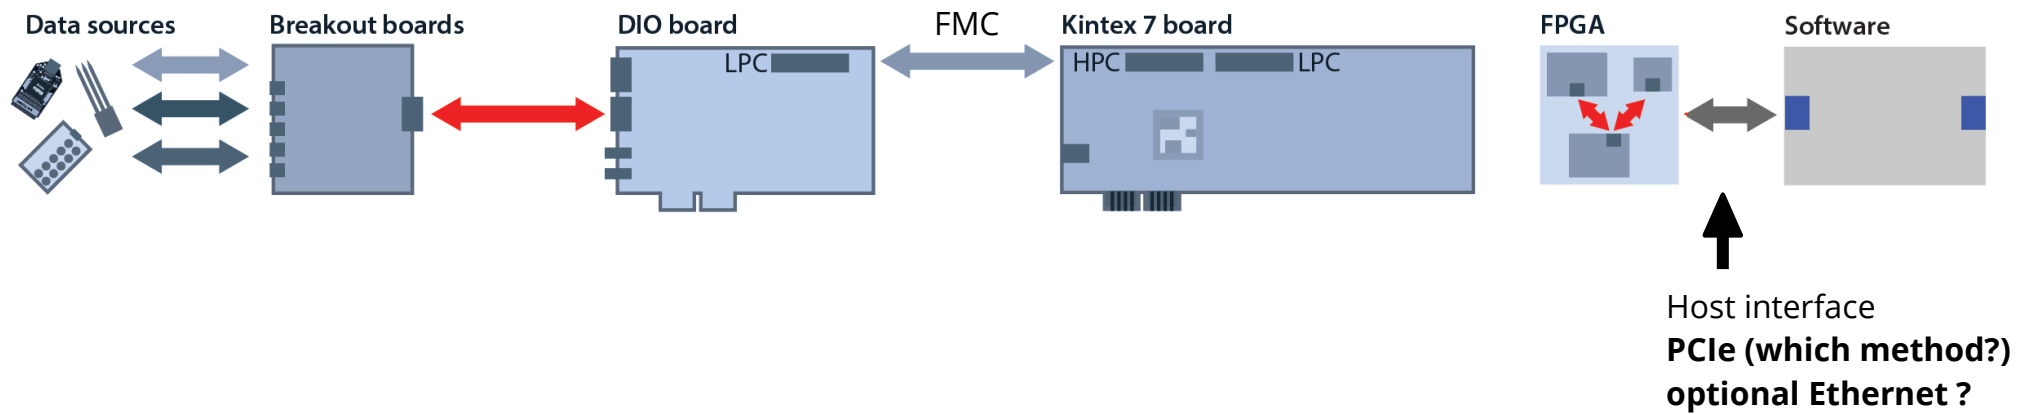 Data sources
Breakout boards
DIO board
FMC
Kintex 7 board
FPGA
Software
LPC
HPC
LPC
Host interface
PCIe (which method?)
optional Ethernet ?